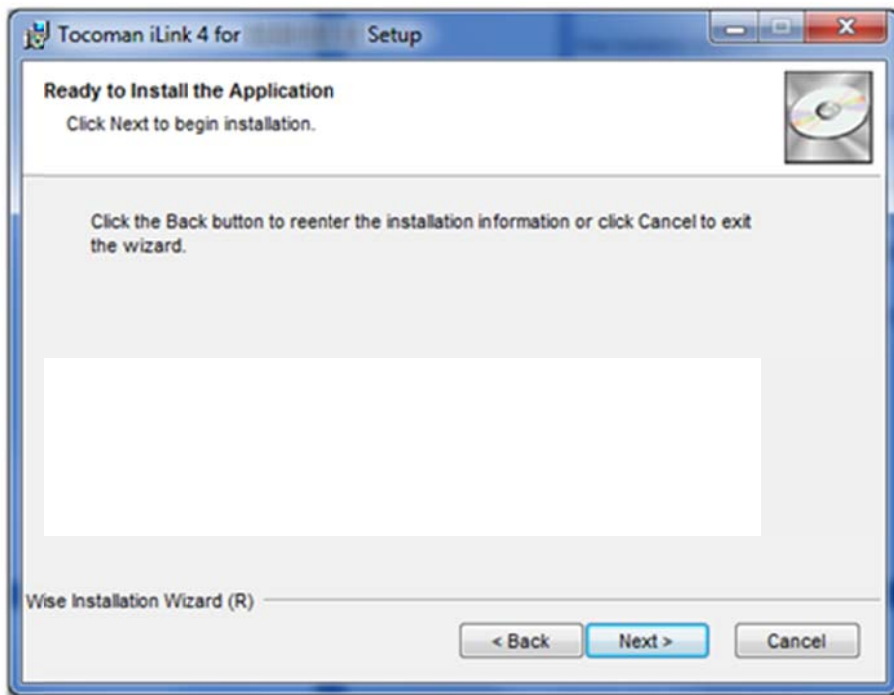 Tocoman iLink 4 for Setup
Ready to Install the Application
Click Next to begin installation.
Click the Back button to reenter the installation information or click Cancel to exit
the wizard.
Wise Installation Wizard (R)
< Back Next > Cancel